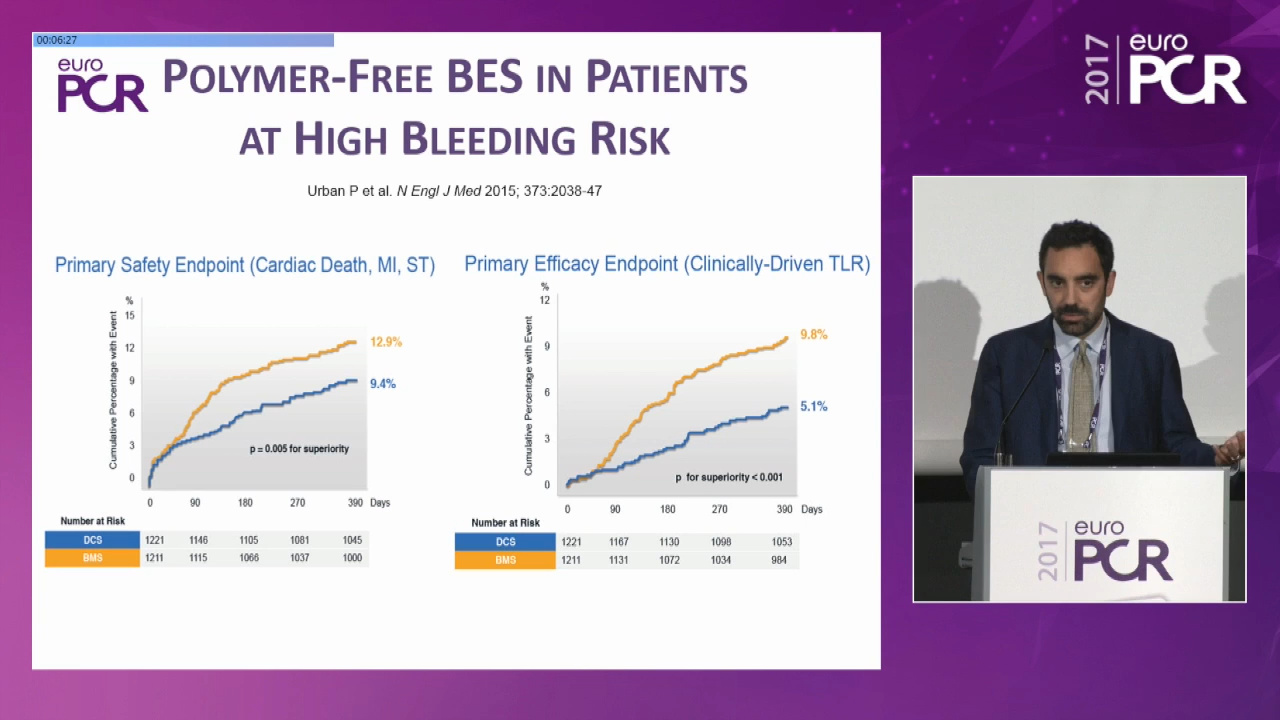 00:06:27
euro
PCR
POLYMER-FREE BES IN PATIENTS
AT HIGH BLEEDING RISK
Urban P et al. N Engl J Med 2015; 373:2038-47
Primary Safety Endpoint (Cardiac Death, MI, ST)
%
15
12
9
6
3
0
Cumulative Percentage with Event
12.9%
9.4%
p = 0.005 for superiority
0 90 180 270 390 Days
Number at Risk
DCS 1221 1146 1105 1081 1045
BMS 1211 1115 1066 1037 1000
Primary Efficacy Endpoint (Clinically-Driven TLR)
%
12
9
6
3
0
Cumulative Percentage with Event
9.8%
5.1%
p for superiority < 0.001
0 90 180 270 390 Days
Number at Risk
DCS 1221 1167 1130 1098 1053
BMS 1211 1131 1072 1034 984
2017
euro
PCR
2017
euro
PCR